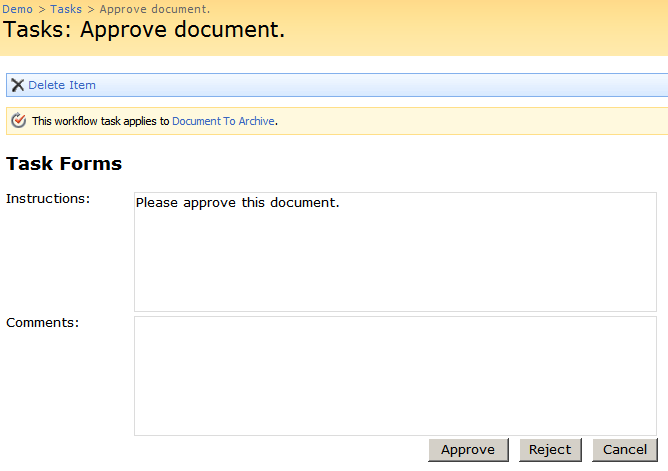 Demo > Tasks > Approve document.
Tasks: Approve document.
Delete Item
This workflow task applies to Document To Archive.
Task Forms
Instructions:
Please approve this document.
Comments:
Approve Reject Cancel